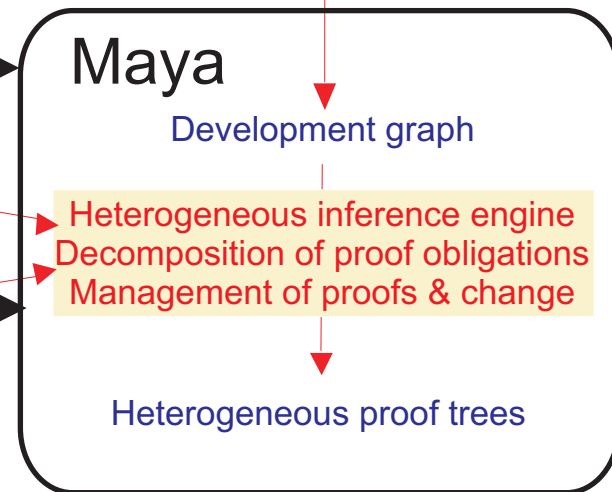 Maya
Development graph
Heterogeneous inference engine
Decomposition of proof obligations
Management of proofs & change
Heterogeneous proof trees